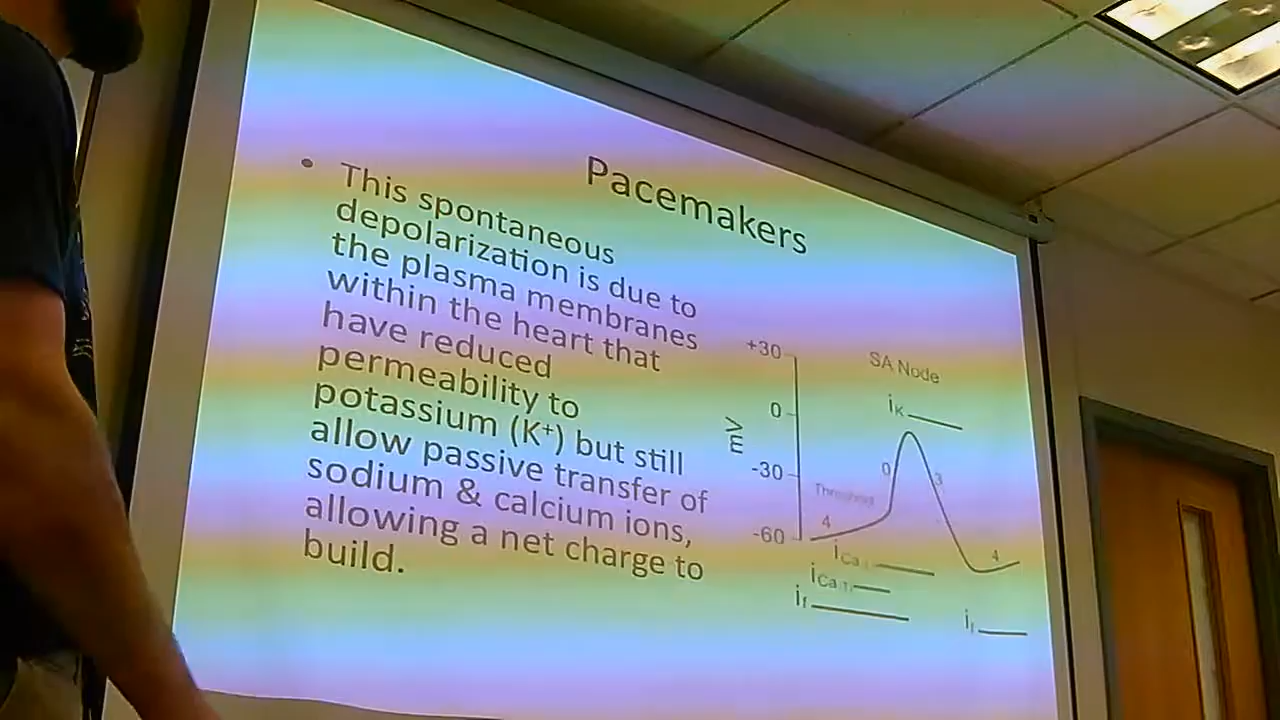 Pacemakers
• This spontaneous
depolarization is due to
the plasma membranes
within the heart that
have reduced
permeability to
potassium (K+) but still
allow passive transfer of
sodium & calcium ions,
allowing a net charge to
build.
SA Node
+30
0
-30
-60
mV
iK
0
3
Threshold
4
4
iCa
iCa
if